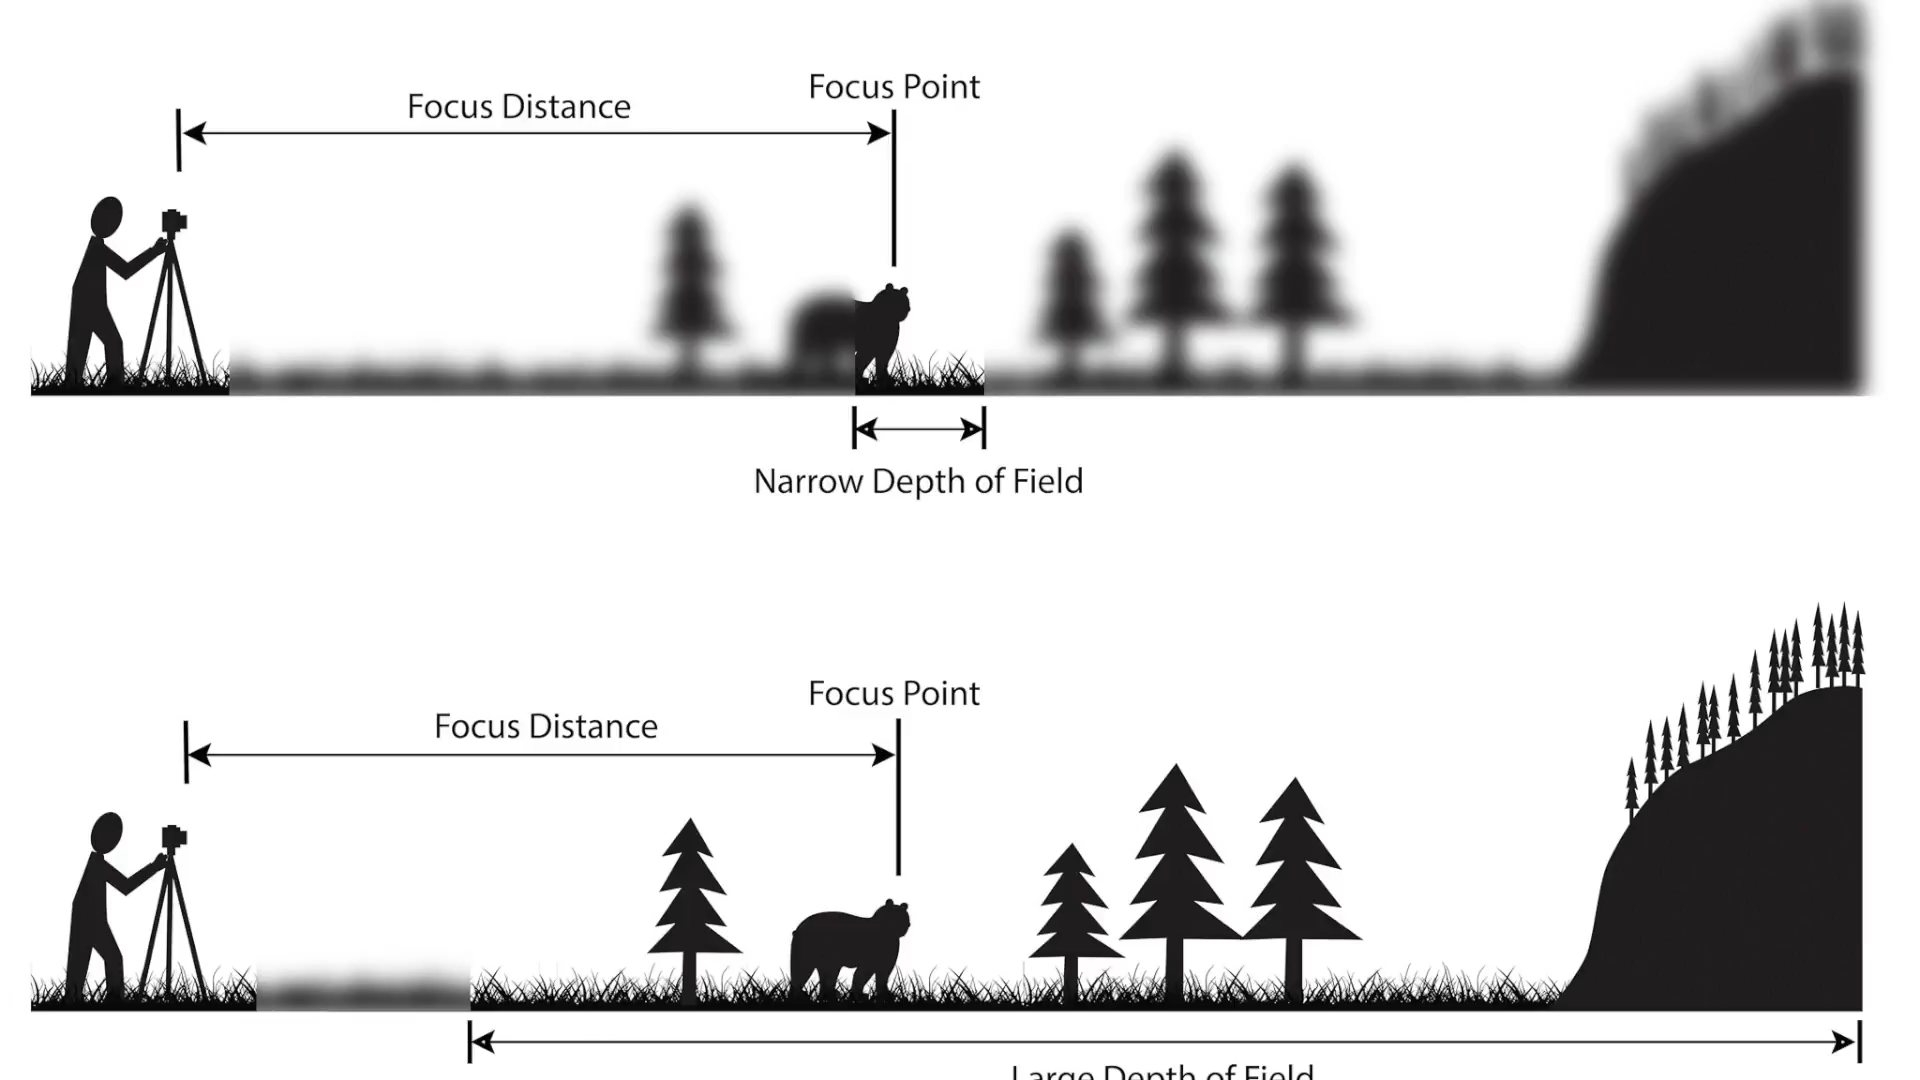 Focus Point
Focus Distance
Narrow Depth of Field
Focus Point
Focus Distance
Large Depth of Field